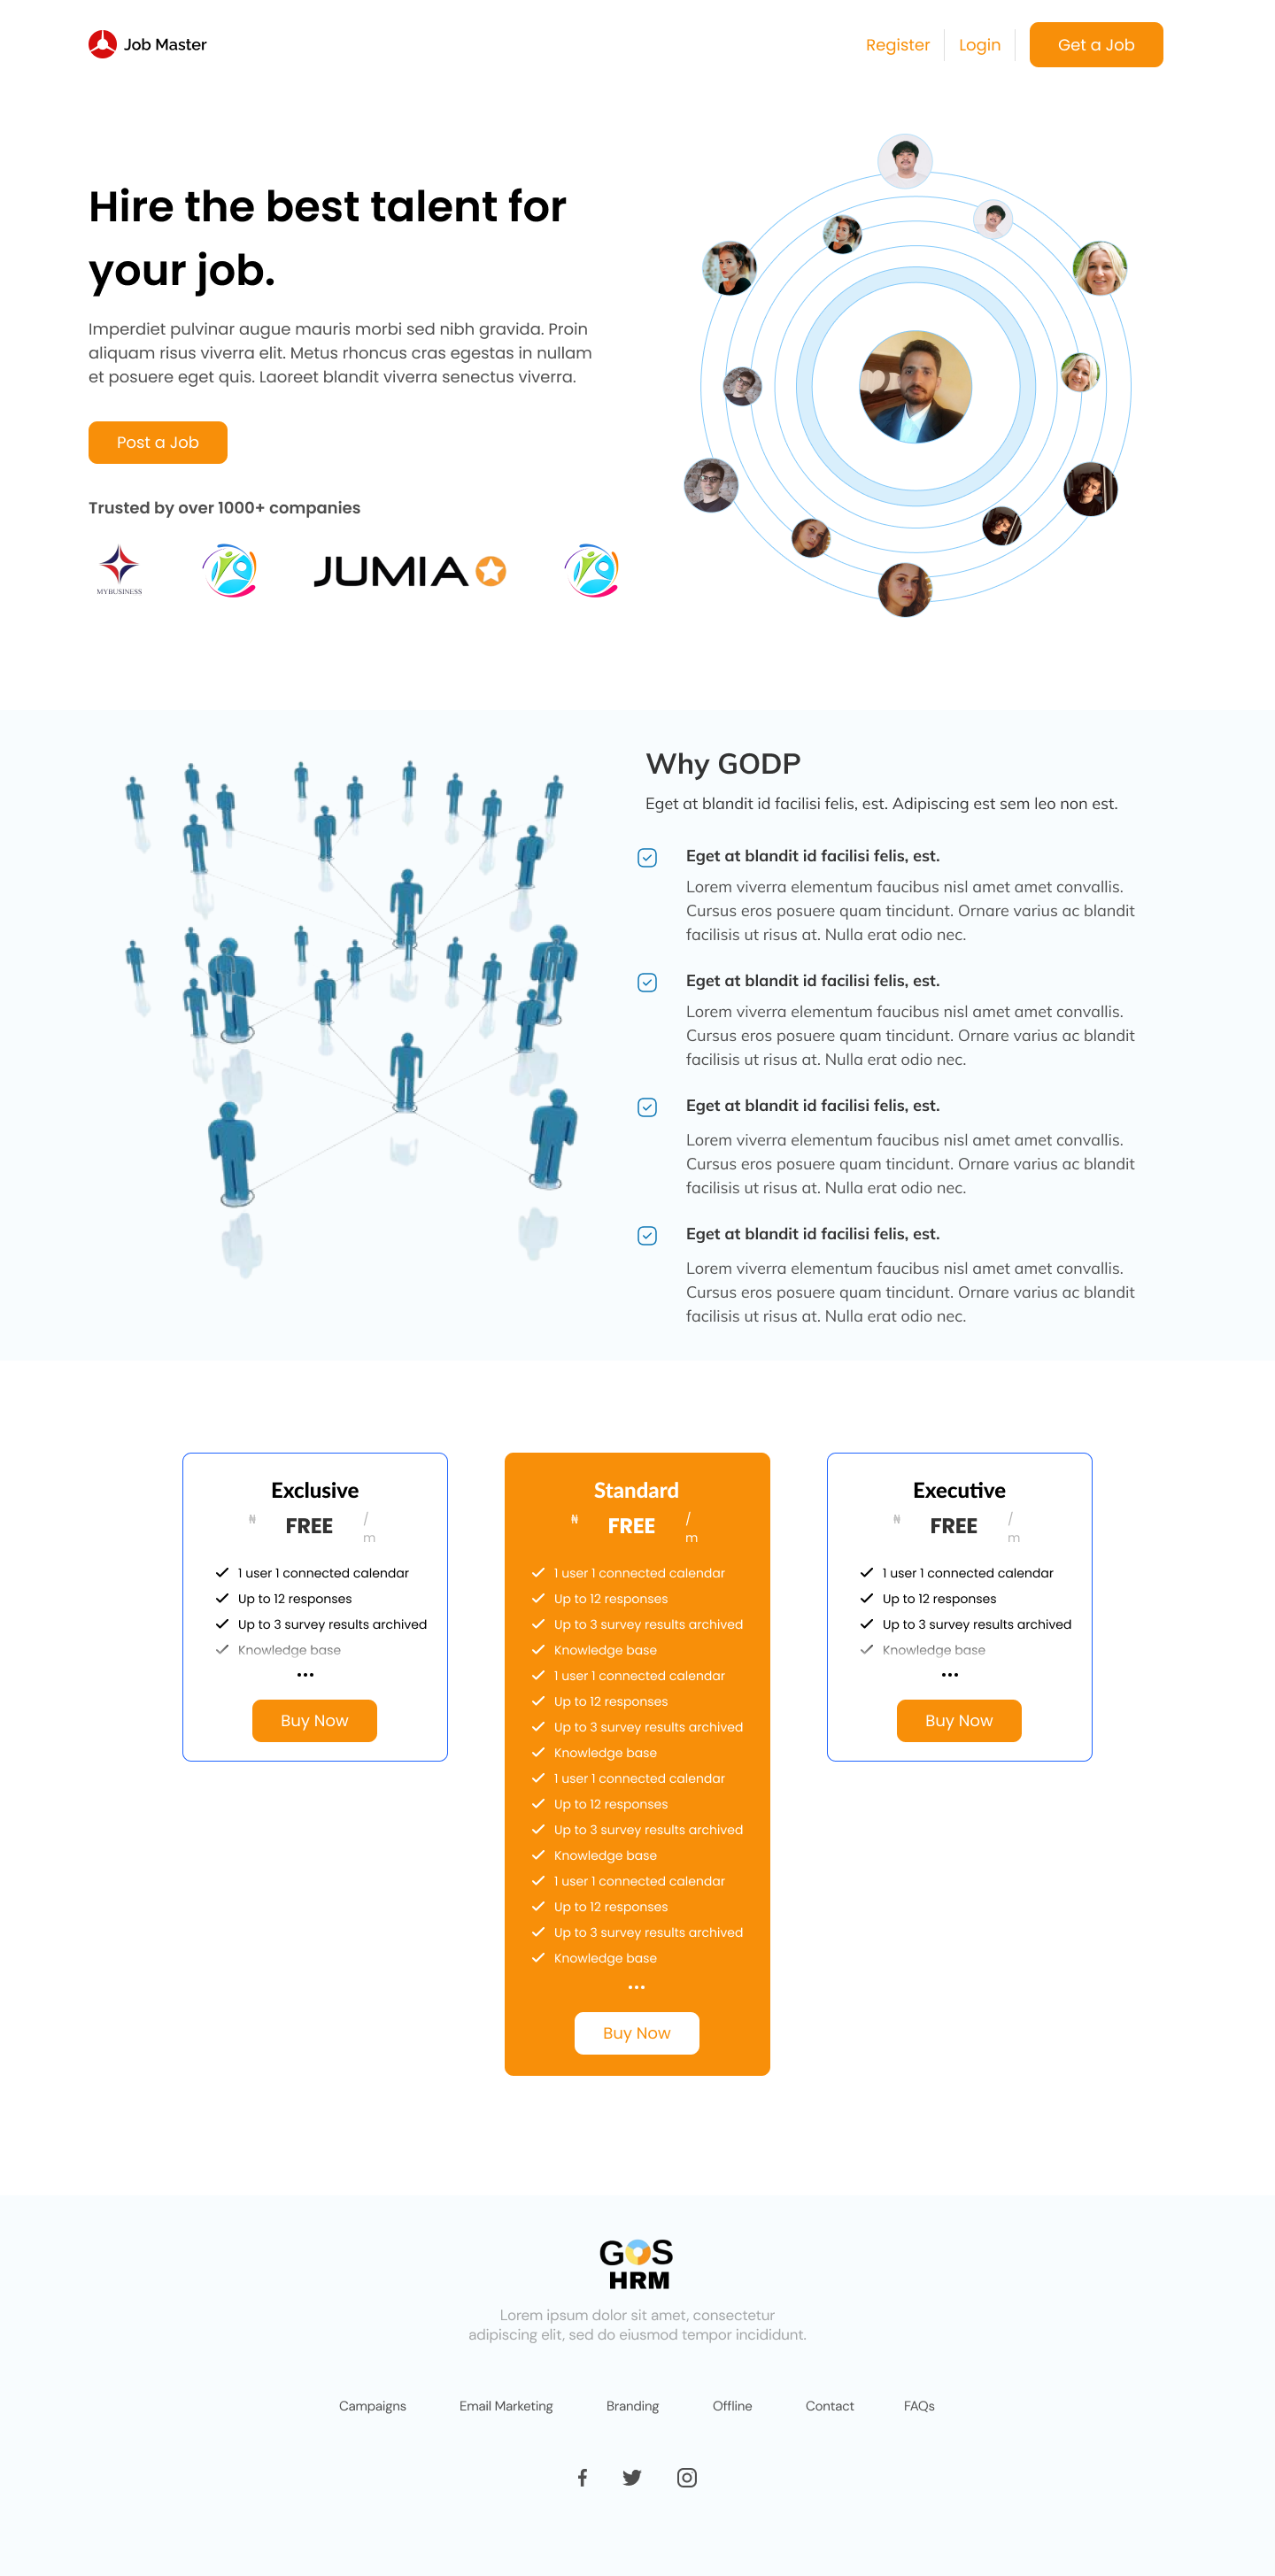 Job Master
Register
Login
Get a Job
Hire the best talent for
your job.
Imperdiet pulvinar augue mauris morbi sed nibh gravida. Proin
aliquam risus viverra elit. Metus rhoncus cras egestas in nullam
et posuere eget quis. Laoreet blandit viverra senectus viverra.
Post a Job
Trusted by over 1000+ companies
MYBUSINESS
JUMIA
Why GODP
Eget at blandit id facilisi felis, est. Adipiscing est sem leo non est.
Eget at blandit id facilisi felis, est.
Lorem viverra elementum faucibus nisl amet amet convallis.
Cursus eros posuere quam tincidunt. Ornare varius ac blandit
facilisis ut risus at. Nulla erat odio nec.
Eget at blandit id facilisi felis, est.
Lorem viverra elementum faucibus nisl amet amet convallis.
Cursus eros posuere quam tincidunt. Ornare varius ac blandit
facilisis ut risus at. Nulla erat odio nec.
Eget at blandit id facilisi felis, est.
Lorem viverra elementum faucibus nisl amet amet convallis.
Cursus eros posuere quam tincidunt. Ornare varius ac blandit
facilisis ut risus at. Nulla erat odio nec.
Eget at blandit id facilisi felis, est.
Lorem viverra elementum faucibus nisl amet amet convallis.
Cursus eros posuere quam tincidunt. Ornare varius ac blandit
facilisis ut risus at. Nulla erat odio nec.
Exclusive
₦ FREE /
m
1 user 1 connected calendar
Up to 12 responses
Up to 3 survey results archived
Knowledge base
...
Buy Now
Standard
₦ FREE /
m
1 user 1 connected calendar
Up to 12 responses
Up to 3 survey results archived
Knowledge base
1 user 1 connected calendar
Up to 12 responses
Up to 3 survey results archived
Knowledge base
1 user 1 connected calendar
Up to 12 responses
Up to 3 survey results archived
Knowledge base
1 user 1 connected calendar
Up to 12 responses
Up to 3 survey results archived
Knowledge base
...
Buy Now
Executive
₦ FREE /
m
1 user 1 connected calendar
Up to 12 responses
Up to 3 survey results archived
Knowledge base
...
Buy Now
GOS
HRM
Lorem ipsum dolor sit amet, consectetur
adipiscing elit, sed do eiusmod tempor incididunt.
Campaigns
Email Marketing
Branding
Offline
Contact
FAQs